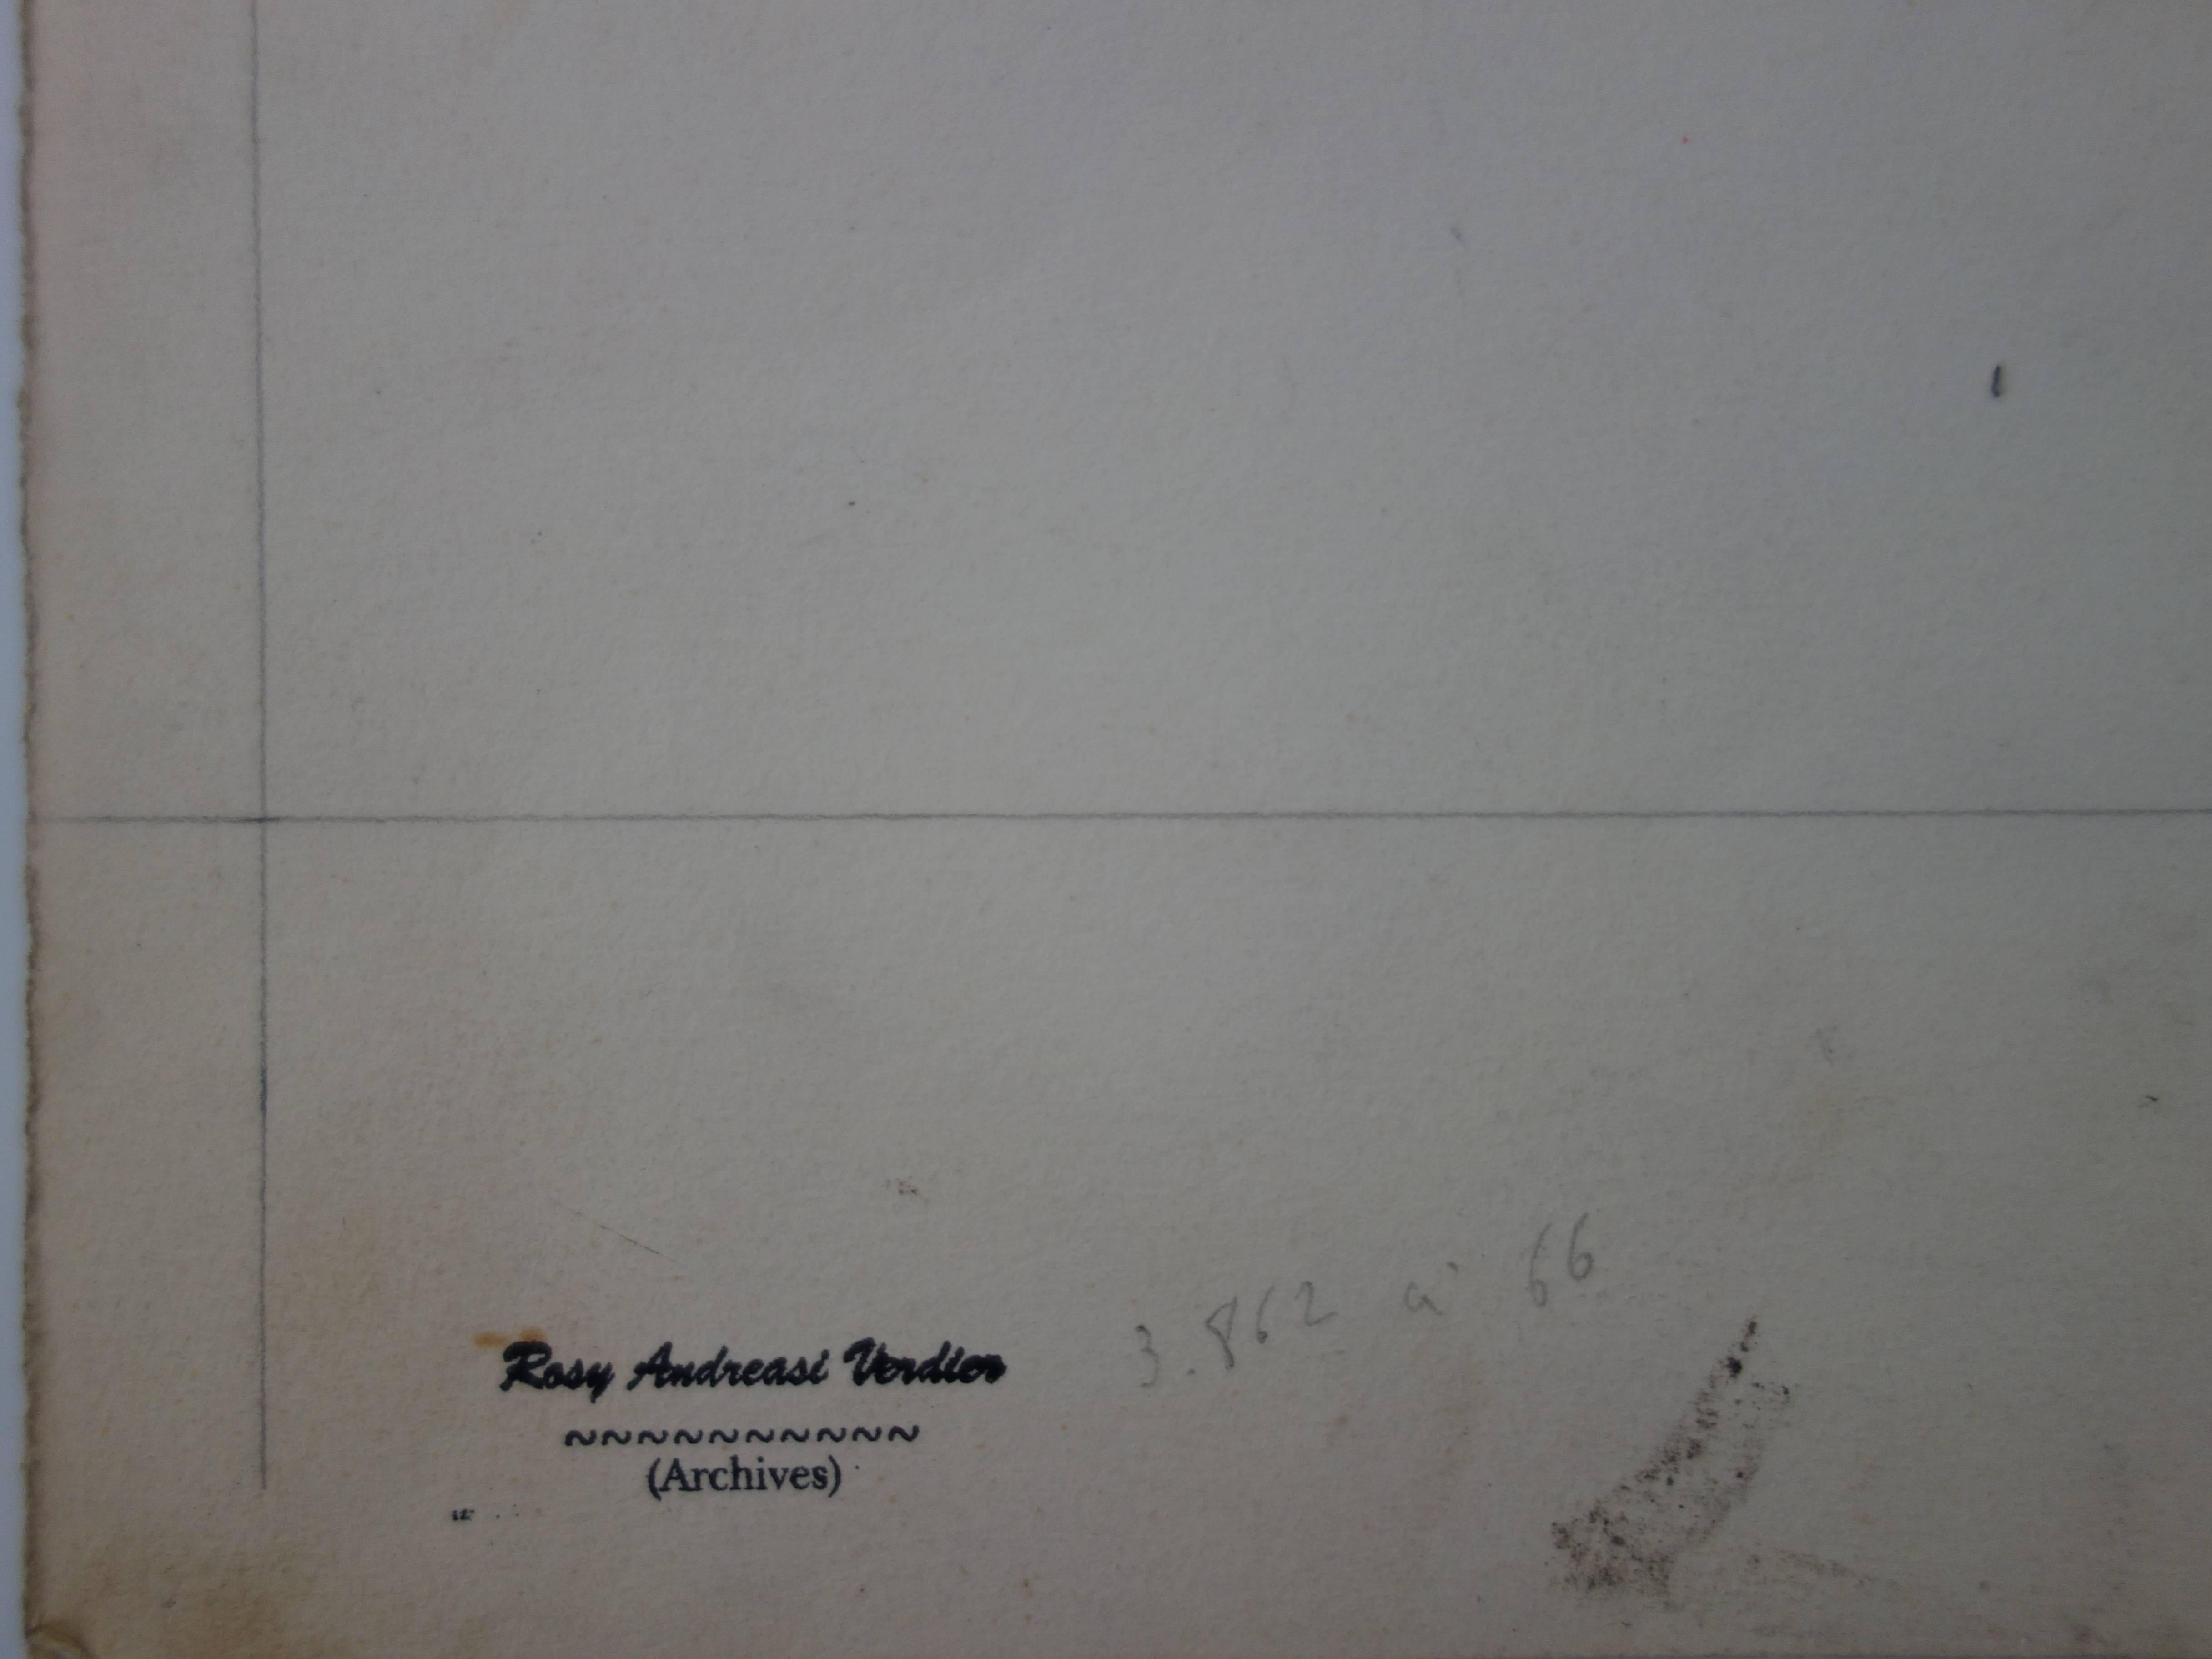 3.862 à 66
Rosy Andreasi Verdier
~~~~~~~~~~
(Archives)